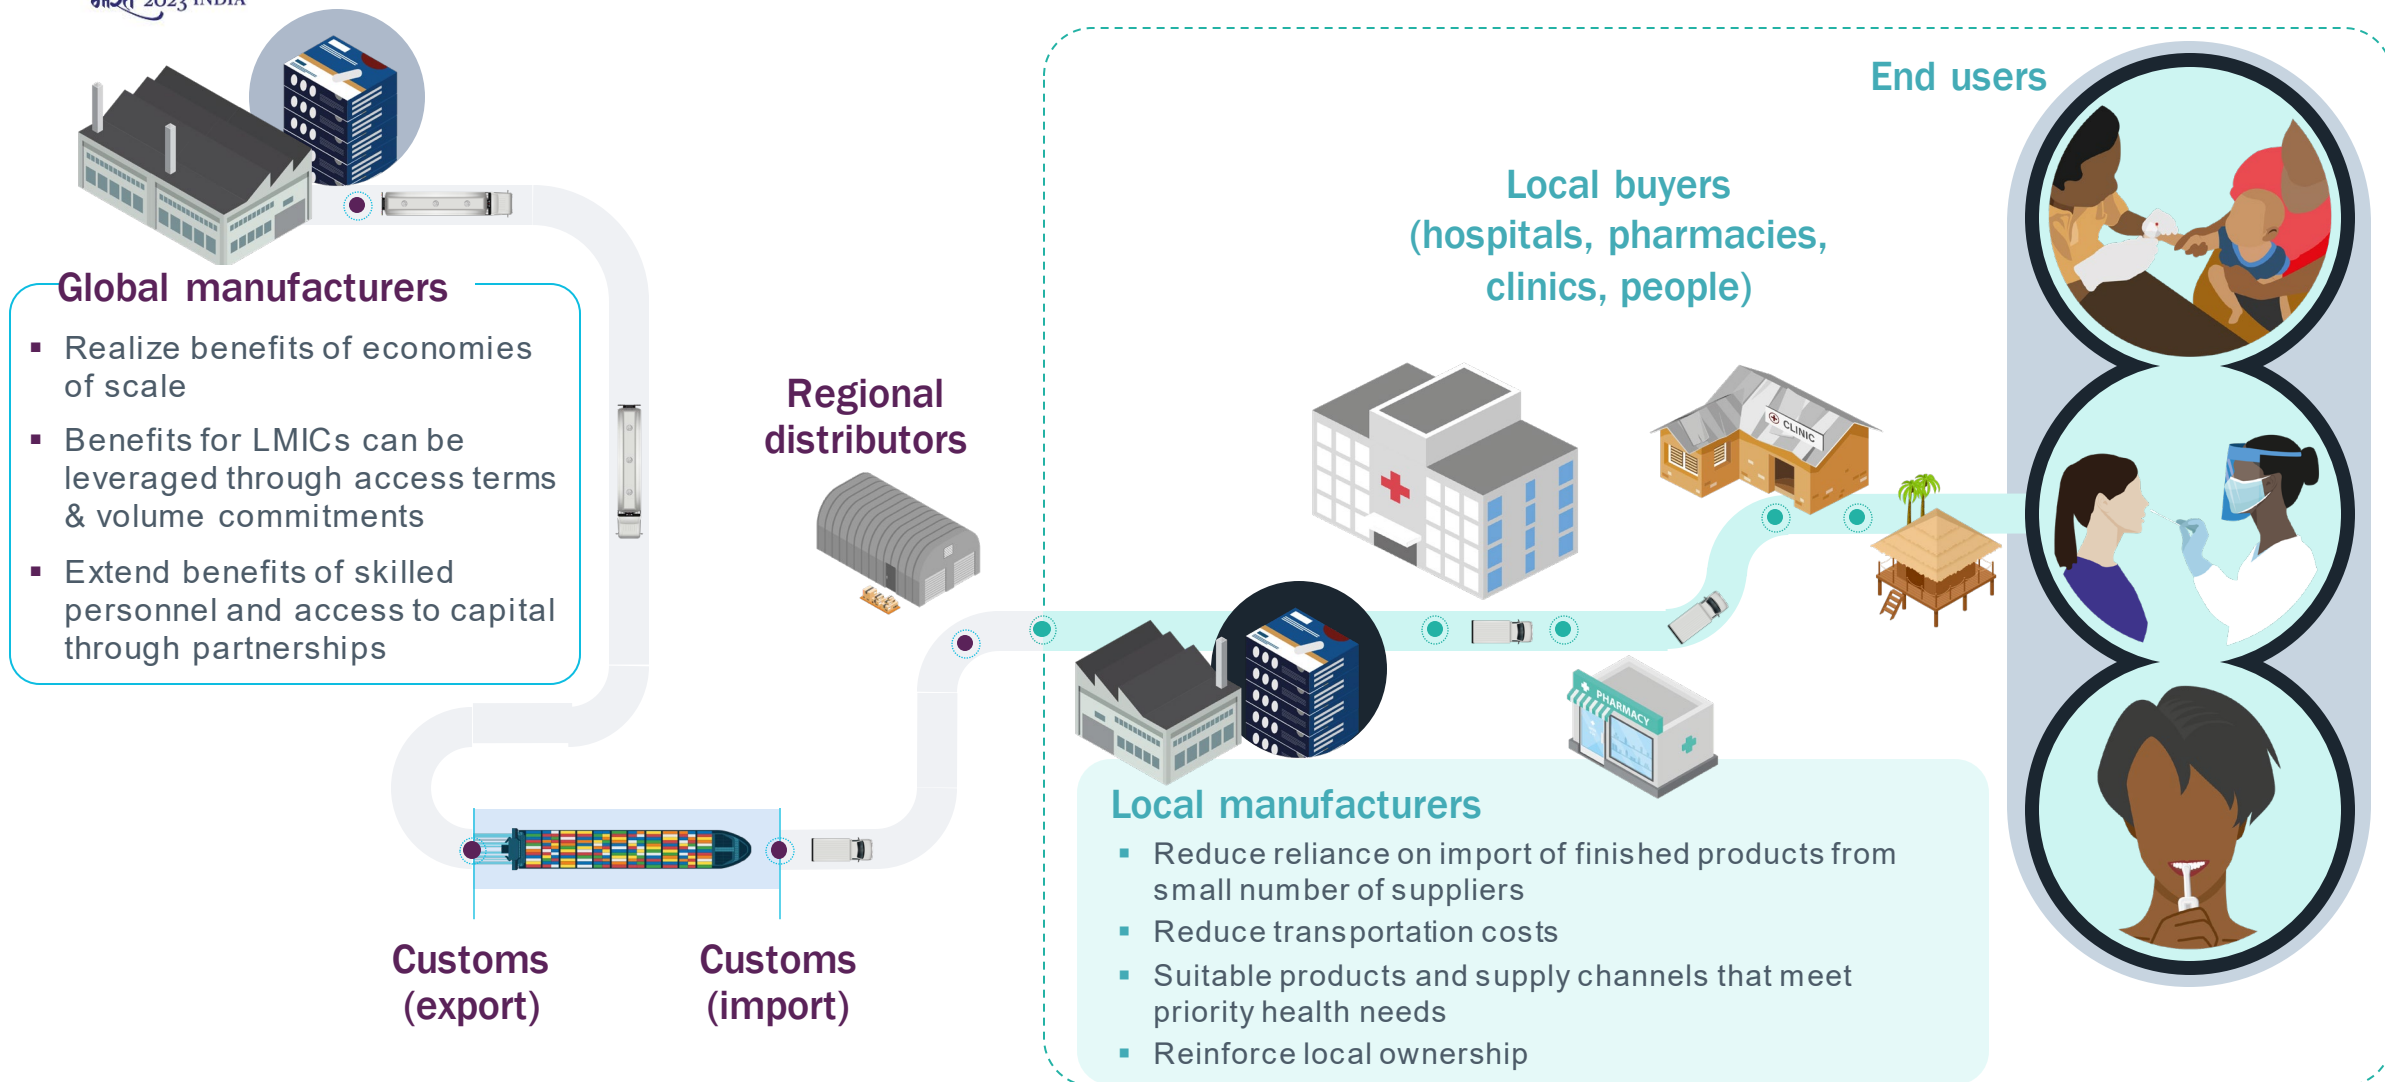 भारत 2023 INDIA
Global manufacturers
▪ Realize benefits of economies
of scale
▪ Benefits for LMICs can be
leveraged through access terms
& volume commitments
▪ Extend benefits of skilled
personnel and access to capital
through partnerships
Customs
(export)
Customs
(import)
Regional
distributors
Local buyers
(hospitals, pharmacies,
clinics, people)
End users
CLINIC
PHARMACY
Local manufacturers
▪ Reduce reliance on import of finished products from
small number of suppliers
▪ Reduce transportation costs
▪ Suitable products and supply channels that meet
priority health needs
▪ Reinforce local ownership